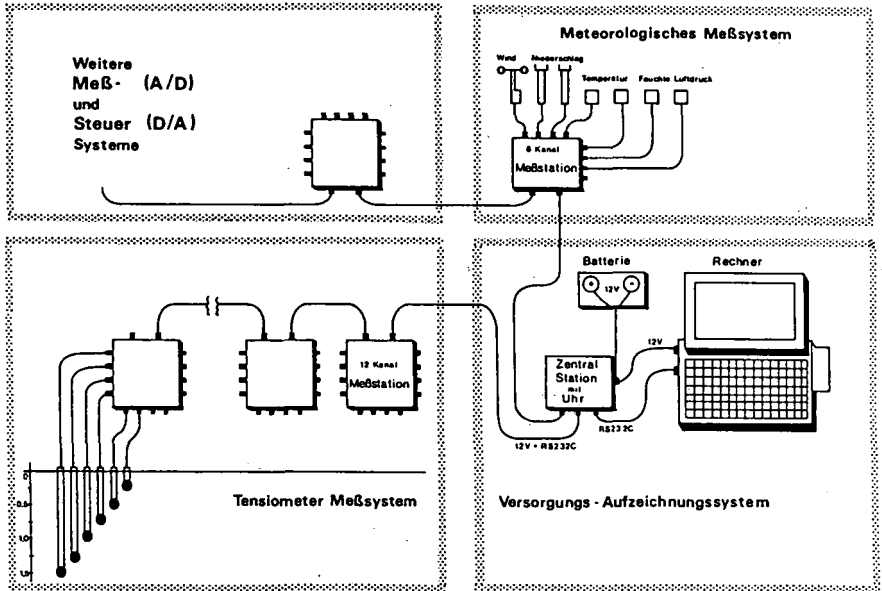 Weitere
Meß- (A/D)
und
Steuer (D/A)
Systeme
Meteorologisches Meßsystem
Wind Niederschlag
Temperatur Feuchte Luftdruck
8 Kanal
Meßstation
12 Kanal
Meßstation
0
0.5
1.0
1.5
Tensiometer Meßsystem
Batterie
Rechner
+ 12V -
12V
Zentral
Station
mit
Uhr
RS232C
12V + RS232C
Versorgungs - Aufzeichnungssystem